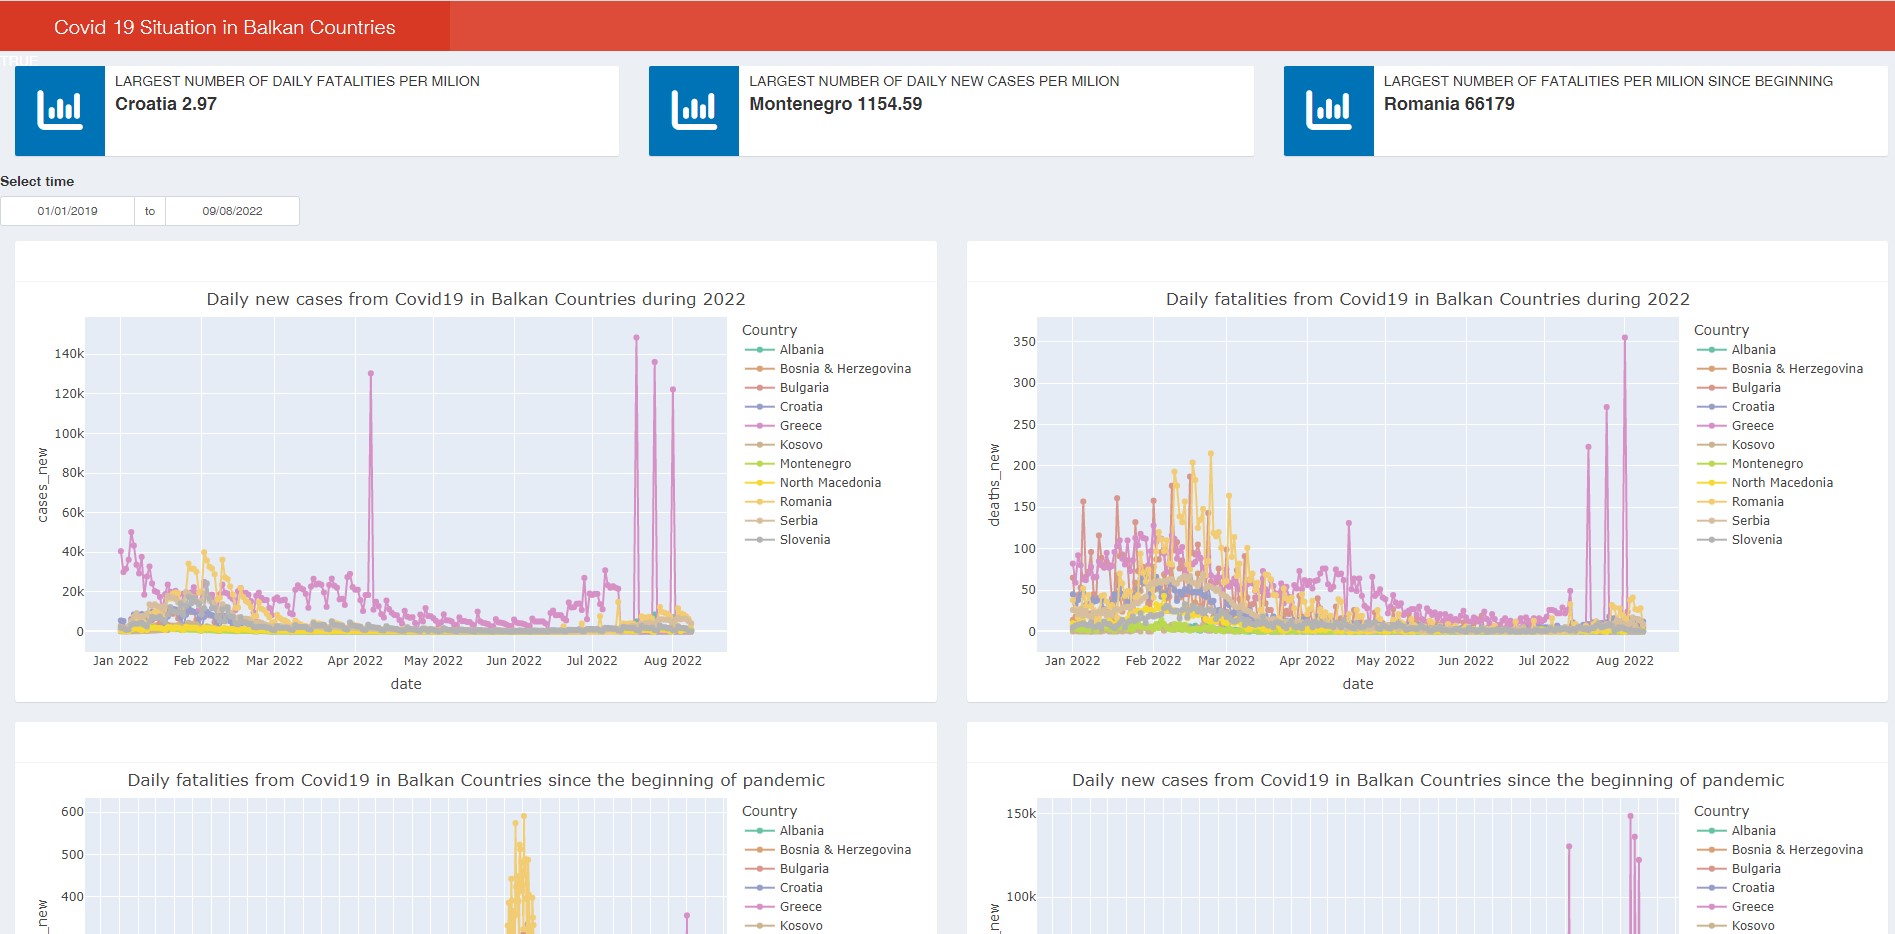 Covid 19 Situation in Balkan Countries
TRUE
LARGEST NUMBER OF DAILY FATALITIES PER MILION
Croatia 2.97
LARGEST NUMBER OF DAILY NEW CASES PER MILION
Montenegro 1154.59
LARGEST NUMBER OF FATALITIES PER MILION SINCE BEGINNING
Romania 66179
Select time
01/01/2019 to 09/08/2022
Daily new cases from Covid19 in Balkan Countries during 2022
140k
120k
100k
80k
60k
40k
20k
0
cases_new
Jan 2022 Feb 2022 Mar 2022 Apr 2022 May 2022 Jun 2022 Jul 2022 Aug 2022
date
Country
Albania
Bosnia & Herzegovina
Bulgaria
Croatia
Greece
Kosovo
Montenegro
North Macedonia
Romania
Serbia
Slovenia
Daily fatalities from Covid19 in Balkan Countries during 2022
350
300
250
200
150
100
50
0
deaths_new
Jan 2022 Feb 2022 Mar 2022 Apr 2022 May 2022 Jun 2022 Jul 2022 Aug 2022
date
Country
Albania
Bosnia & Herzegovina
Bulgaria
Croatia
Greece
Kosovo
Montenegro
North Macedonia
Romania
Serbia
Slovenia
Daily fatalities from Covid19 in Balkan Countries since the beginning of pandemic
600
500
400
_new
Country
Albania
Bosnia & Herzegovina
Bulgaria
Croatia
Greece
Kosovo
Daily new cases from Covid19 in Balkan Countries since the beginning of pandemic
150k
100k
_new
Country
Albania
Bosnia & Herzegovina
Bulgaria
Croatia
Greece
Kosovo